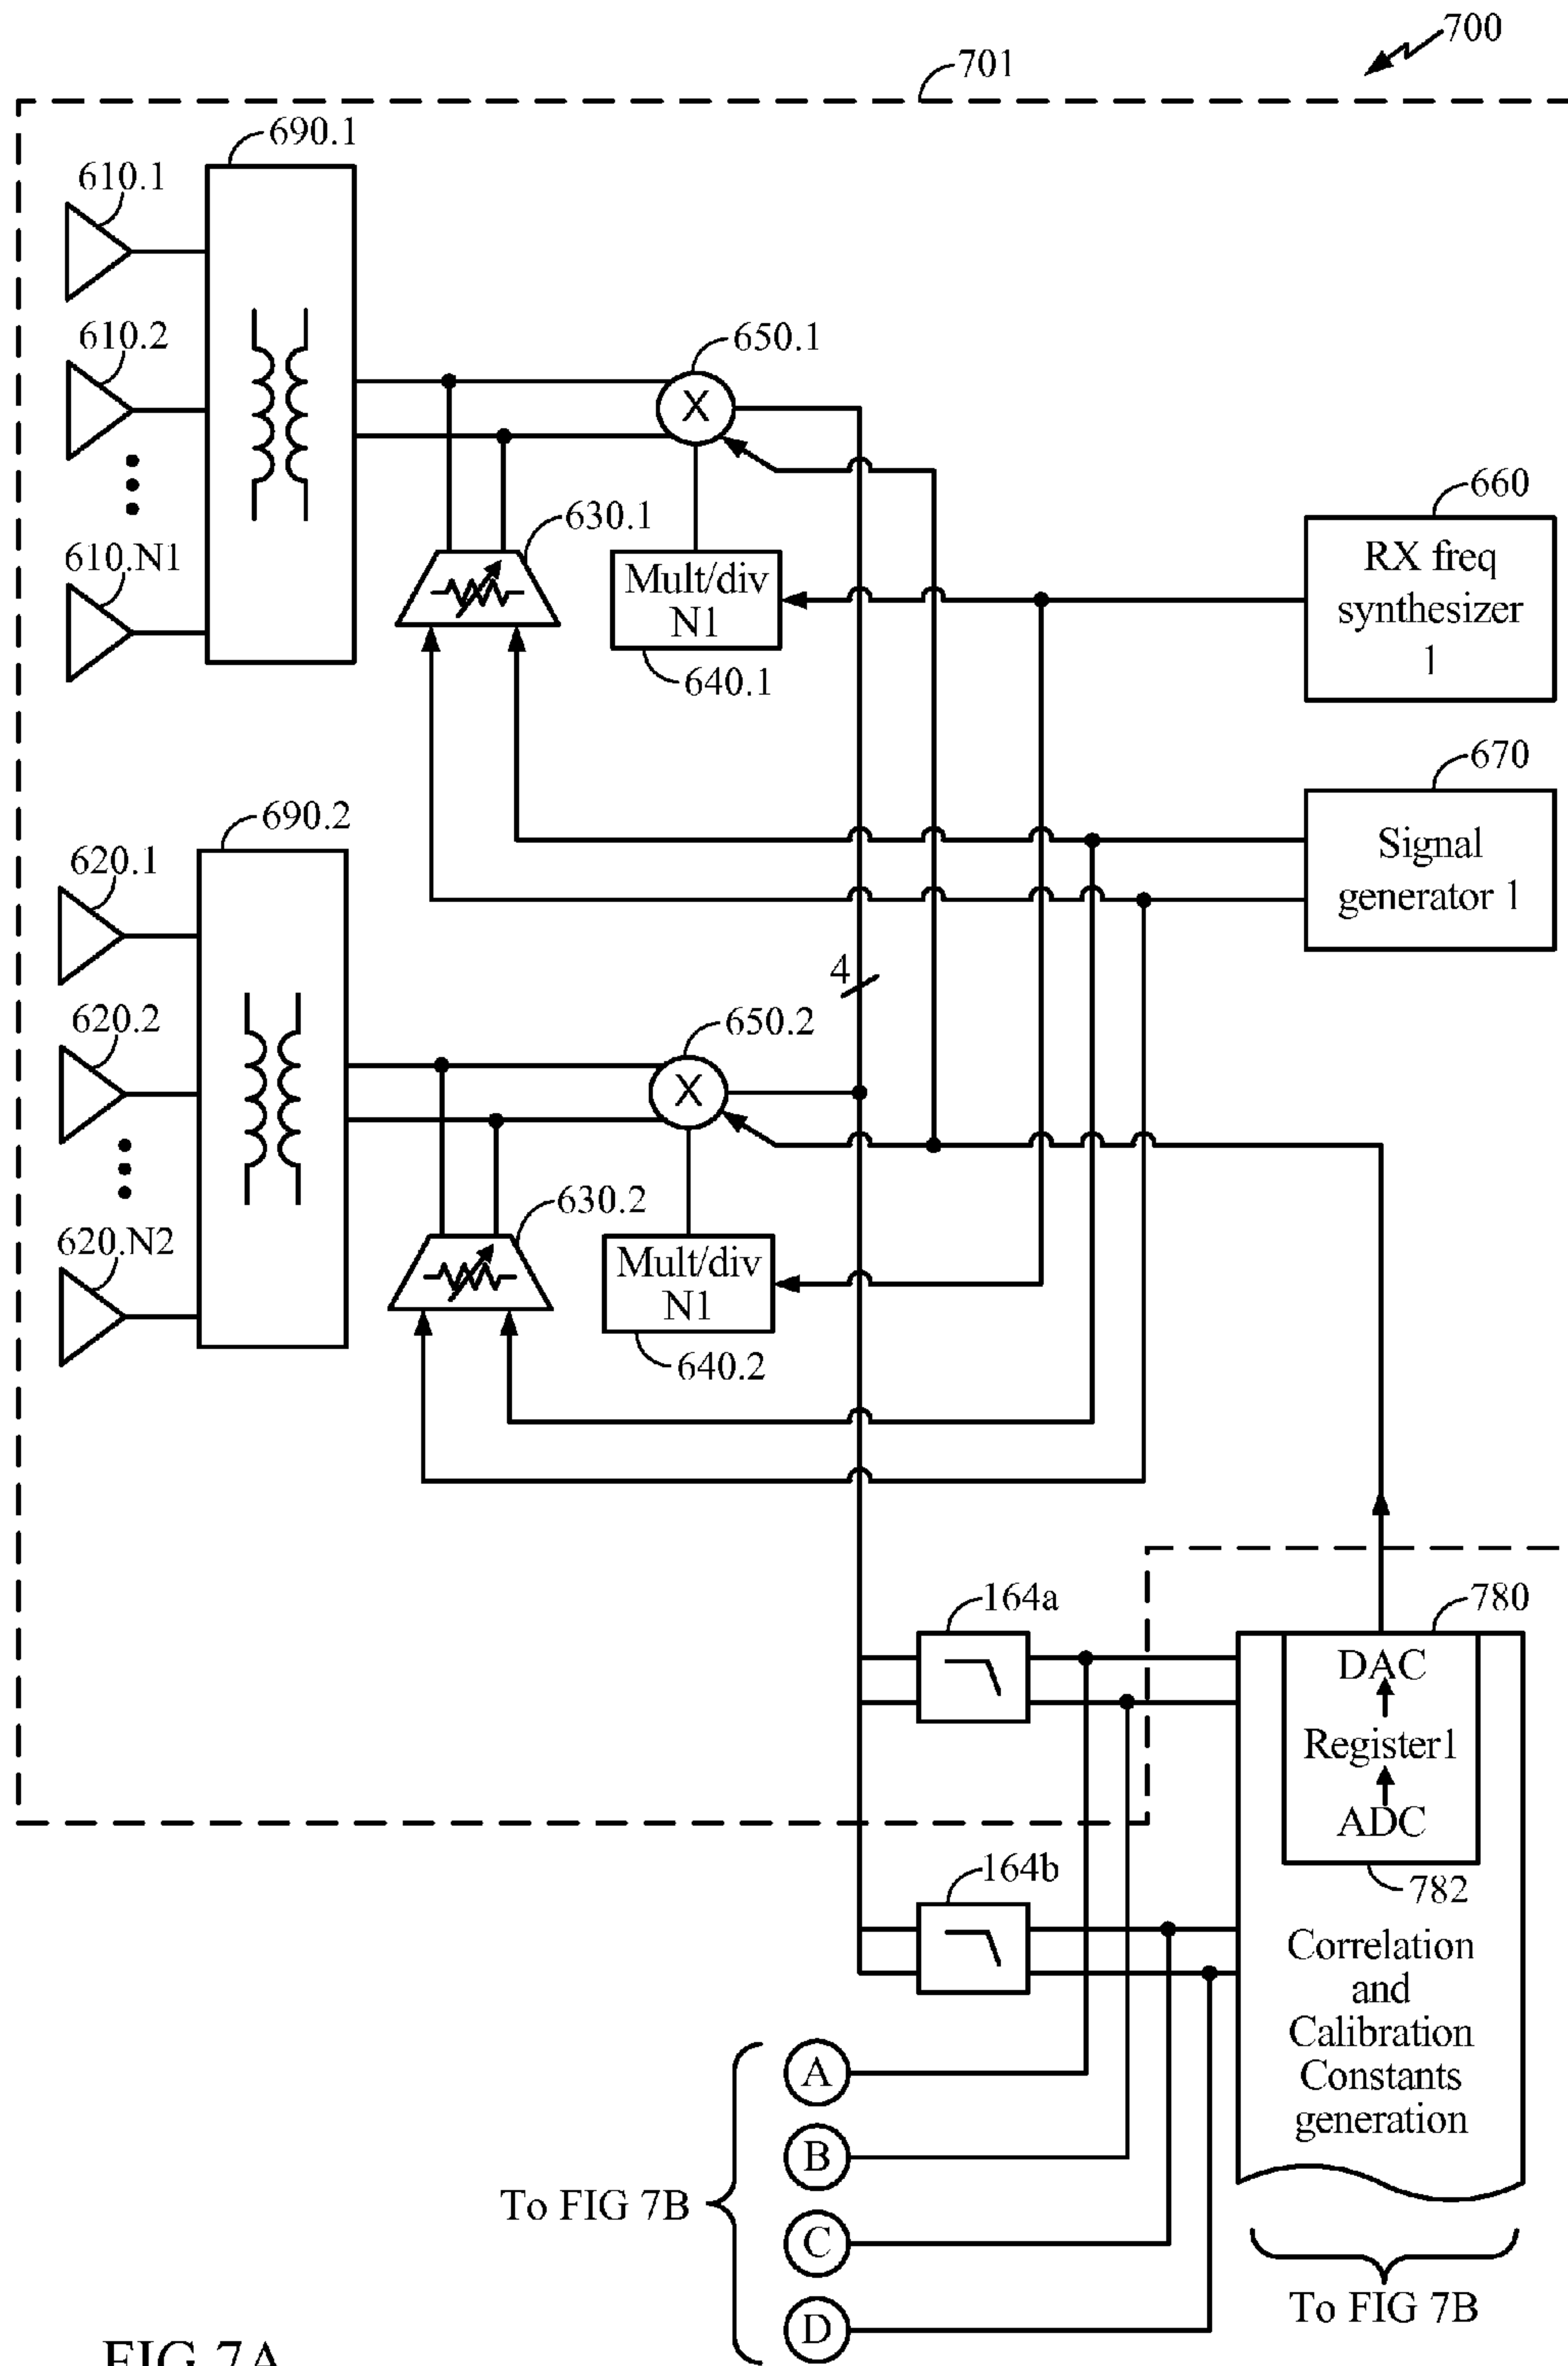 700
701
690.1
610.1
610.2
650.1
X
630.1
660
610.N1
Mult/div
N1
RX freq
synthesizer
1
640.1
670
690.2
Signal
generator 1
620.1
4
620.2
650.2
X
630.2
620.N2
Mult/div
N1
640.2
164a
780
DAC
Register1
ADC
164b
782
Correlation
and
Calibration
Constants
generation
A
B
To FIG 7B
C
D
To FIG 7B
FIG 7A